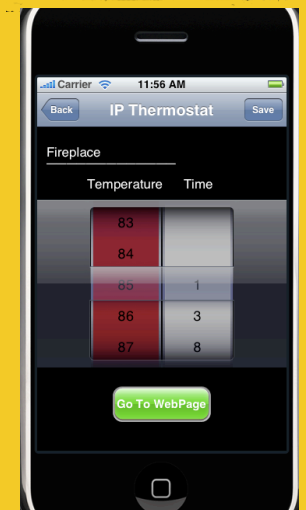 Carrier 11:56 AM
Back IP Thermostat Save
Fireplace
Temperature Time
83
84
85 1
86 3
87 8
Go To WebPage